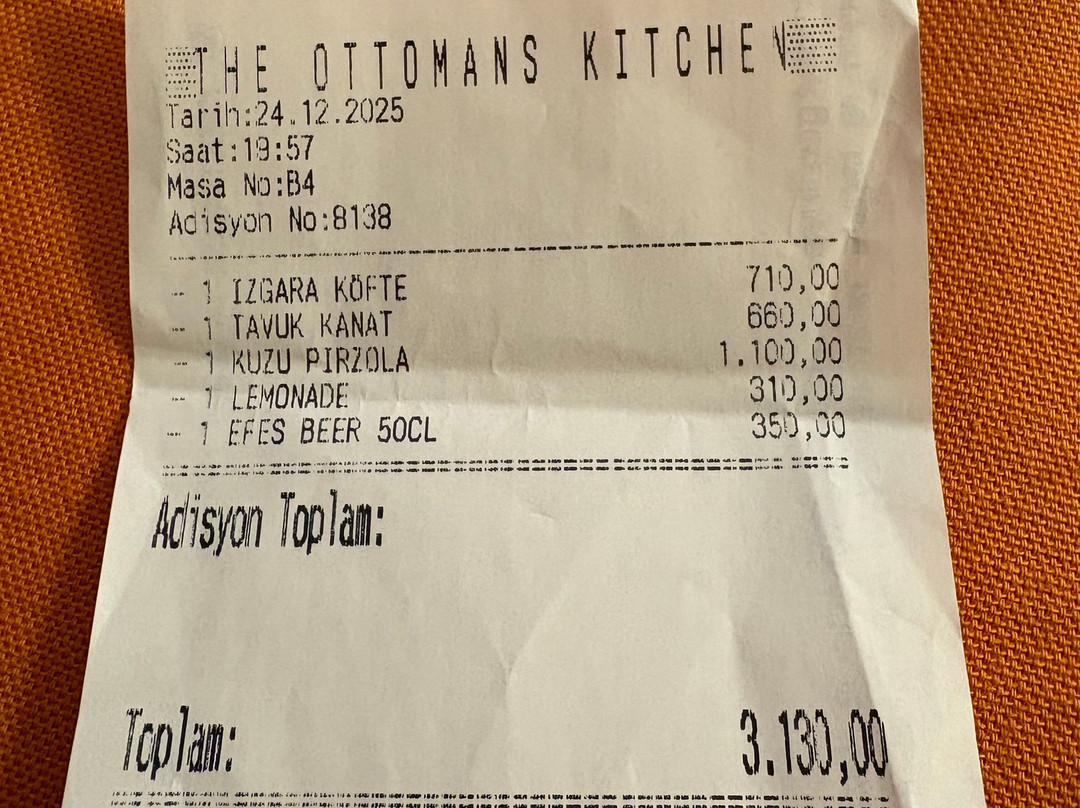 THE OTTOMANS KITCHEN
Tarih:24.12.2025
Saat:19:57
Masa No:B4
Adisyon No:8138
1 IZGARA KÖFTE 710,00
1 TAVUK KANAT 660,00
1 KUZU PIRZOLA 1.100,00
1 LEMONADE 310,00
1 EFES BEER 50CL 350,00
Adisyon Toplam:
Toplam: 3.130,00